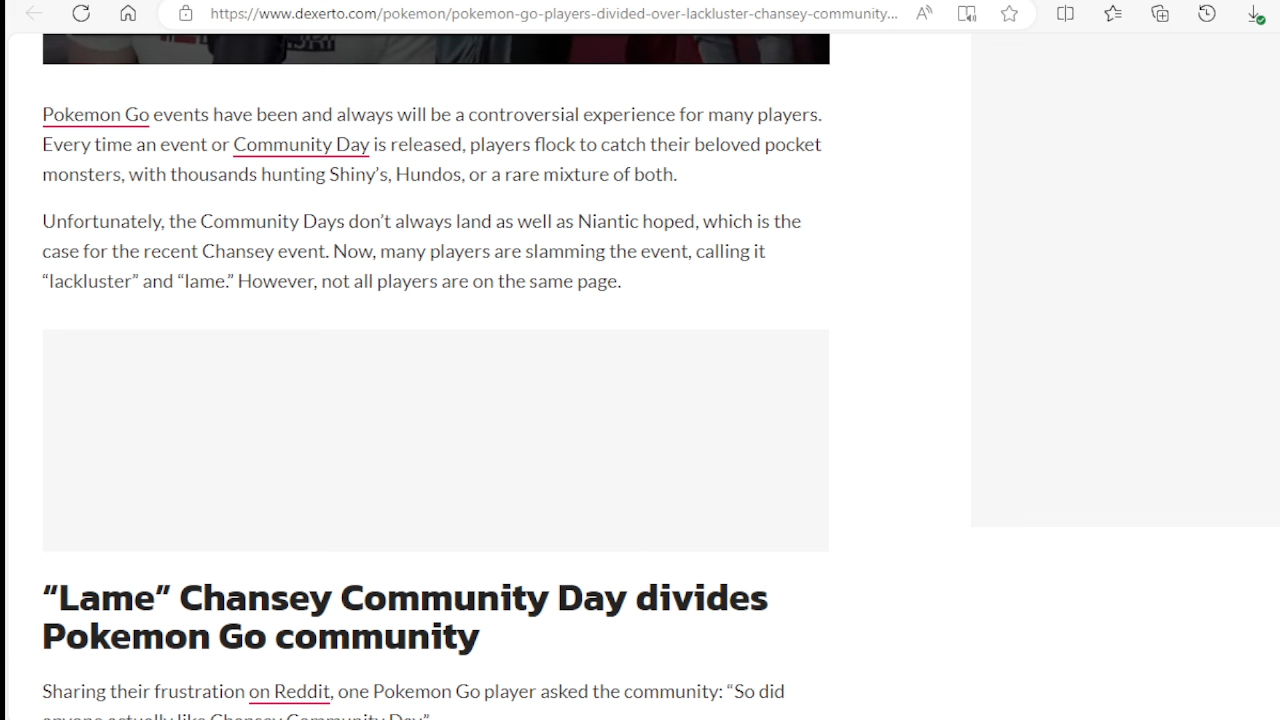 https://www.dexerto.com/pokemon/pokemon-go-players-divided-over-lackluster-chansey-community...
Pokemon Go events have been and always will be a controversial experience for many players.
Every time an event or Community Day is released, players flock to catch their beloved pocket
monsters, with thousands hunting Shiny’s, Hundos, or a rare mixture of both.
Unfortunately, the Community Days don’t always land as well as Niantic hoped, which is the
case for the recent Chansey event. Now, many players are slamming the event, calling it
“lackluster” and “lame.” However, not all players are on the same page.
“Lame” Chansey Community Day divides
Pokemon Go community
Sharing their frustration on Reddit, one Pokemon Go player asked the community: “So did
anyone actually like Chansey Community Day”